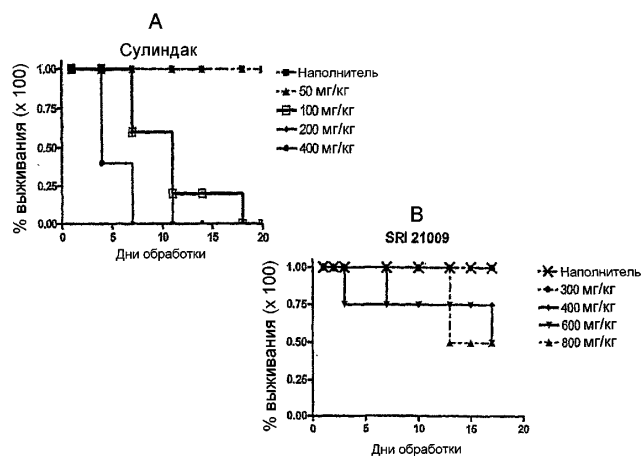 A
Сулиндак
% выживания (x 100)
1.00
0.75
0.50
0.25
0.00
0 5 10 15 20
Дни обработки
Наполнитель
50 мг/кг
100 мг/кг
200 мг/кг
400 мг/кг
B
SRI 21009
% выживания (x 100)
1.00
0.75
0.50
0.25
0.00
0 5 10 15 20
Дни обработки
Наполнитель
300 мг/кг
400 мг/кг
600 мг/кг
800 мг/кг